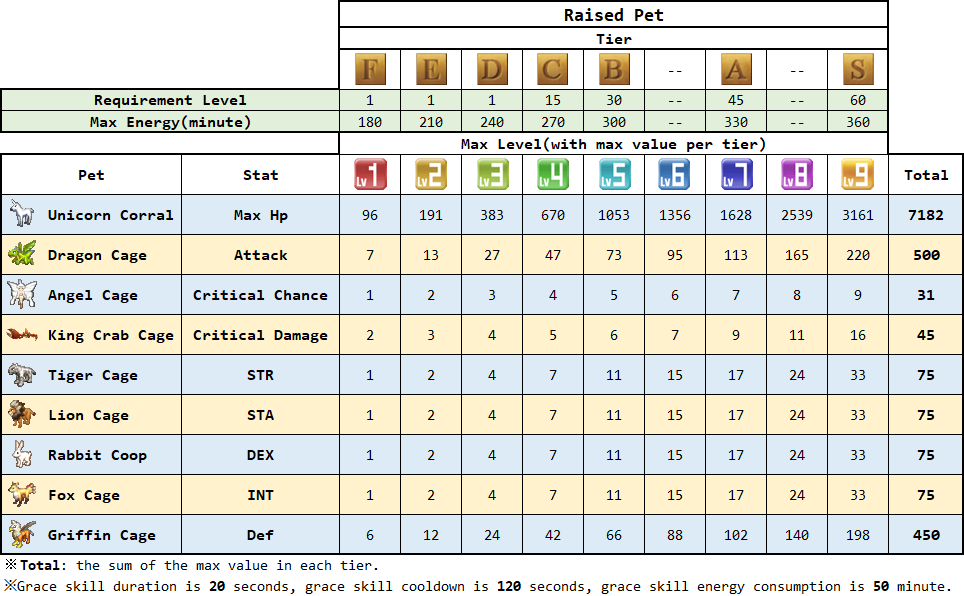 Raised Pet
Tier
F E D C B -- A -- S
Requirement Level 1 1 1 15 30 -- 45 -- 60
Max Energy(minute) 180 210 240 270 300 -- 330 -- 360
Max Level(with max value per tier)
Pet Stat Lv1 Lv2 Lv3 Lv4 Lv5 Lv6 Lv7 Lv8 Lv9 Total
Unicorn Corral Max Hp 96 191 383 670 1053 1356 1628 2539 3161 7182
Dragon Cage Attack 7 13 27 47 73 95 113 165 220 500
Angel Cage Critical Chance 1 2 3 4 5 6 7 8 9 31
King Crab Cage Critical Damage 2 3 4 5 6 7 9 11 16 45
Tiger Cage STR 1 2 4 7 11 15 17 24 33 75
Lion Cage STA 1 2 4 7 11 15 17 24 33 75
Rabbit Coop DEX 1 2 4 7 11 15 17 24 33 75
Fox Cage INT 1 2 4 7 11 15 17 24 33 75
Griffin Cage Def 6 12 24 42 66 88 102 140 198 450
※Total: the sum of the max value in each tier.
※Grace skill duration is 20 seconds, grace skill cooldown is 120 seconds, grace skill energy consumption is 50 minute.